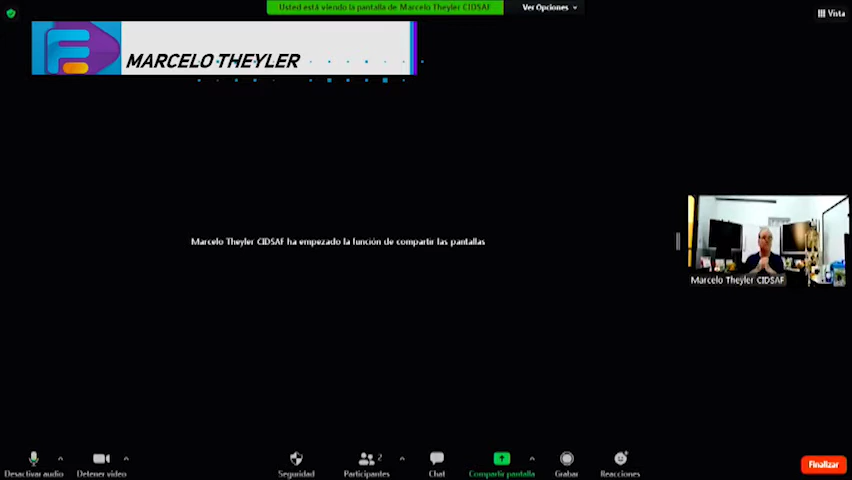 Usted está viendo la pantalla de Marcelo Theyler CIDSAF
Ver Opciones
Vista
MARCELO THEYLER
Marcelo Theyler CIDSAF ha empezado la función de compartir las pantallas
Marcelo Theyler CIDSAF
2
Desactivar audio
Detener video
Seguridad
Participantes
Chat
Compartir pantalla
Grabar
Reacciones
Finalizar